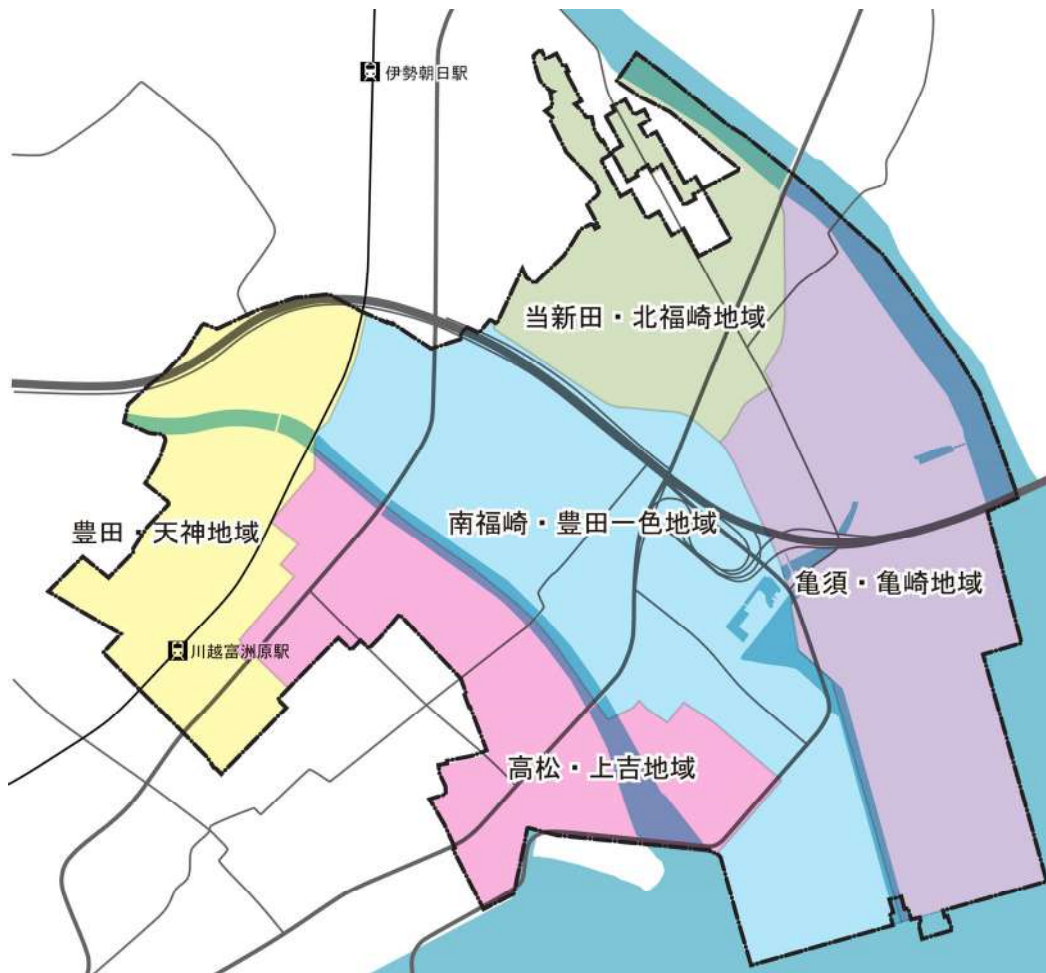 伊勢朝日駅
当新田・北福崎地域
南福崎・豊田一色地域
豊田・天神地域
亀須・亀崎地域
川越富洲原駅
高松・上吉地域